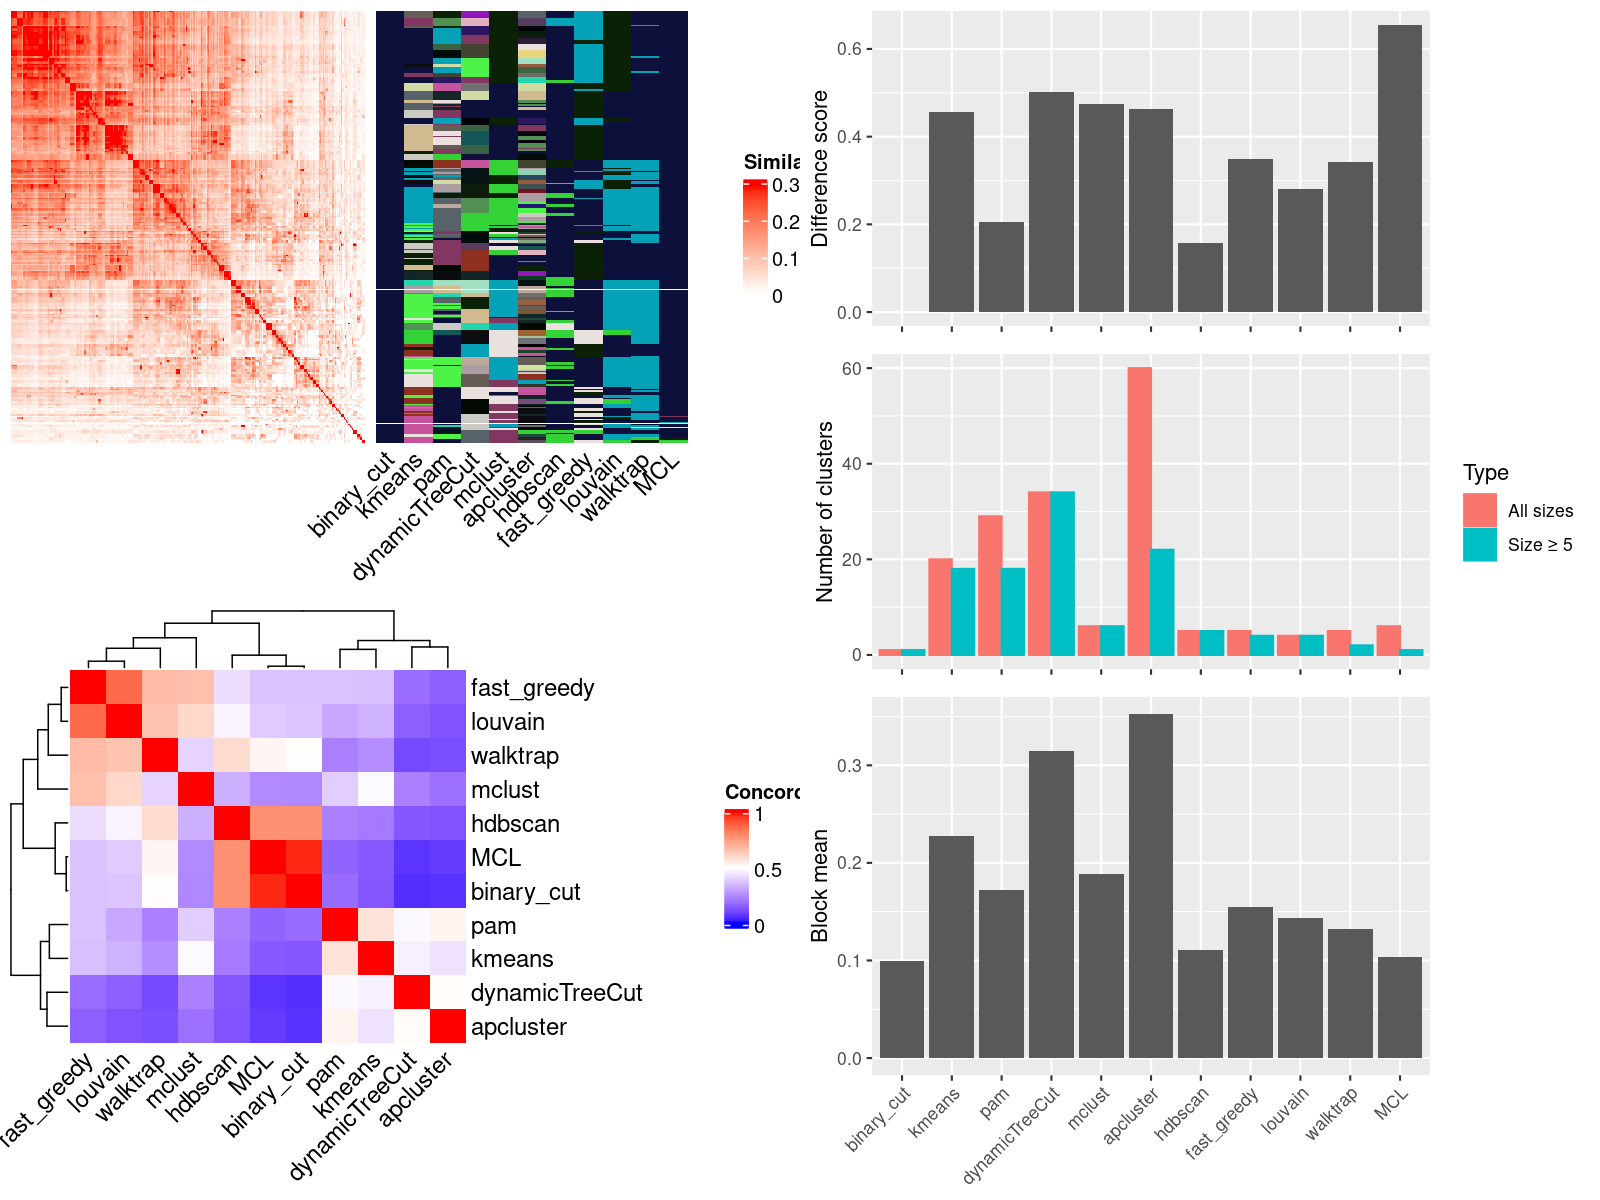 Simila
0.3
0.2
0.1
0
binary_cut
kmeans
pam
dynamicTreeCut
mclust
apcluster
hdbscan
fast_greedy
louvain
walktrap
MCL
fast_greedy
louvain
walktrap
mclust
hdbscan
MCL
binary_cut
pam
kmeans
dynamicTreeCut
apcluster
fast_greedy
louvain
walktrap
mclust
hdbscan
MCL
binary_cut
pam
kmeans
dynamicTreeCut
apcluster
Concord
1
0.5
0
Difference score
0.6
0.4
0.2
0.0
Number of clusters
60
40
20
0
Type
All sizes
Size ≥ 5
Block mean
0.3
0.2
0.1
0.0
binary_cut
kmeans
pam
dynamicTreeCut
mclust
apcluster
hdbscan
fast_greedy
louvain
walktrap
MCL